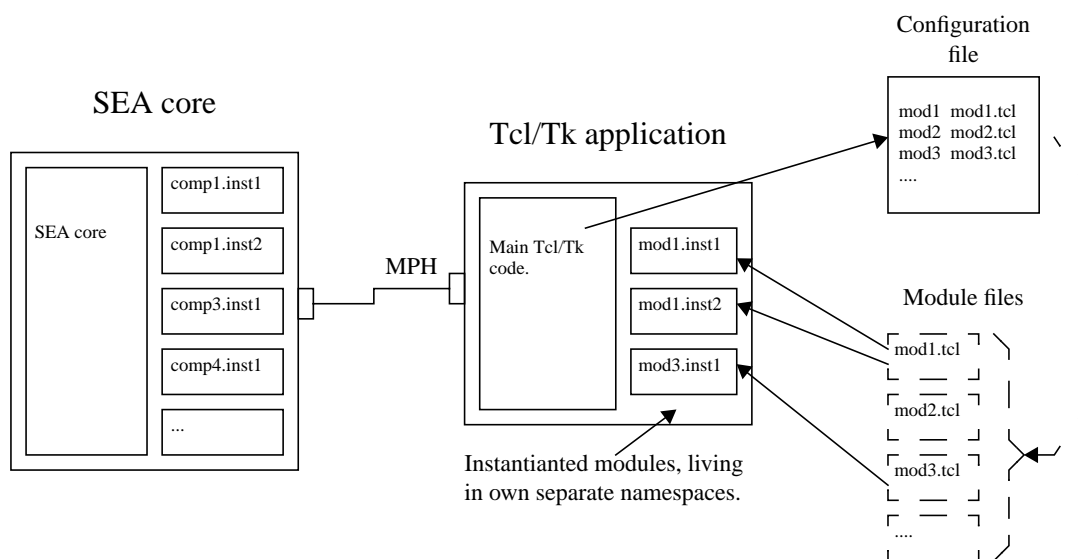 Configuration
file
mod1 mod1.tcl
mod2 mod2.tcl
mod3 mod3.tcl
....
SEA core
SEA core
comp1.inst1
comp1.inst2
comp3.inst1
comp4.inst1
...
MPH
Tcl/Tk application
Main Tcl/Tk
code.
mod1.inst1
mod1.inst2
mod3.inst1
Instantianted modules, living
in own separate namespaces.
Module files
mod1.tcl
mod2.tcl
mod3.tcl
....